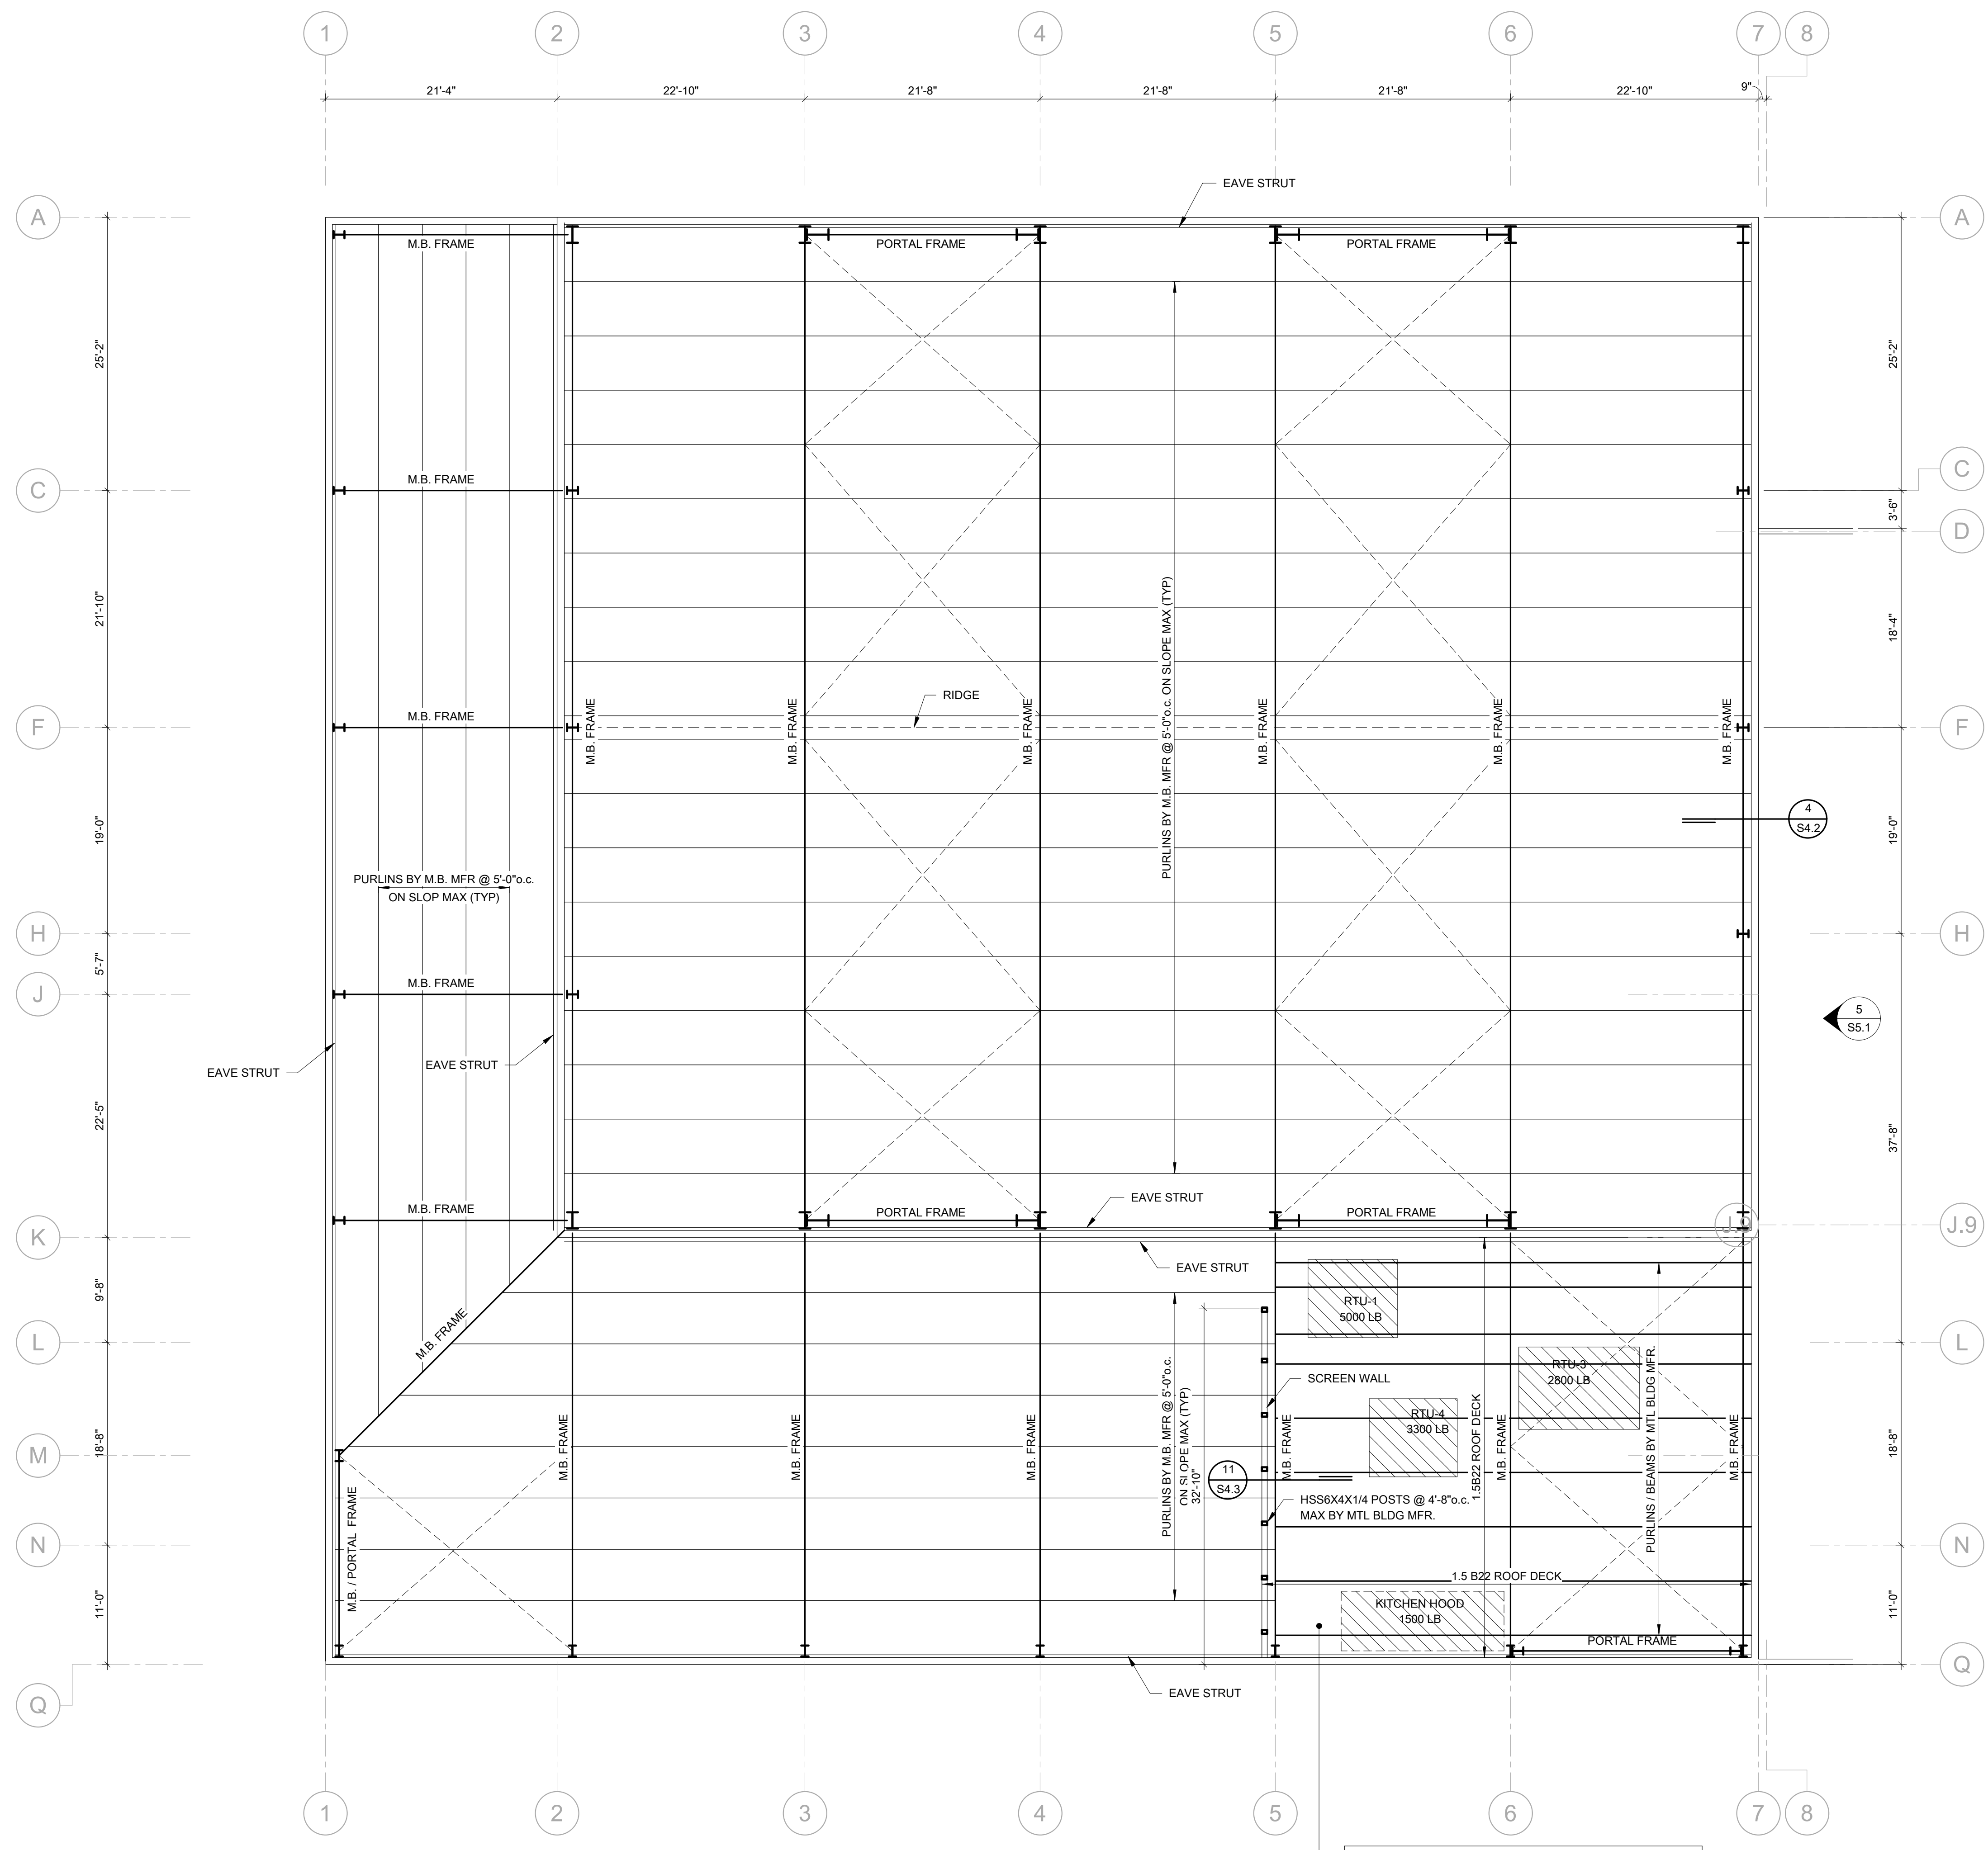 1 2 3 4 5 6 7 8
21'-4" 22'-10" 21'-8" 21'-8" 21'-8" 22'-10" 9"
EAVE STRUT
A A
M.B. FRAME PORTAL FRAME PORTAL FRAME
25'-2" 25'-2"
C M.B. FRAME C
3'-6"
D
21'-10" 18'-4"
PURLINS BY M.B. MFR @ 5'-0"o.c. ON SLOPE MAX (TYP)
RIDGE
F M.B. FRAME F
M.B. FRAME M.B. FRAME M.B. FRAME M.B. FRAME M.B. FRAME M.B. FRAME
19'-0" 19'-0"
4
S4.2
PURLINS BY M.B. MFR @ 5'-0"o.c.
ON SLOP MAX (TYP)
H H
5'-7"
J M.B. FRAME
5
S5.1
EAVE STRUT EAVE STRUT
22'-5" 37'-8"
EAVE STRUT
M.B. FRAME PORTAL FRAME PORTAL FRAME
K J.9 J.9
EAVE STRUT
9'-8"
RTU-1
5000 LB
M.B. FRAME
L L
RTU-3
2800 LB
SCREEN WALL
RTU-4
3300 LB
18'-8" 18'-8"
M
M.B. FRAME M.B. FRAME M.B. FRAME M.B. FRAME M.B. FRAME M.B. FRAME
PURLINS BY M.B. MFR @ 5'-0"o.c.
ON SLOPE MAX (TYP)
32'-10"
1.5B22 ROOF DECK
PURLINS / BEAMS BY MTL BLDG MFR.
11
S4.3
HSS6X4X1/4 POSTS @ 4'-8"o.c.
MAX BY MTL BLDG MFR.
M.B. / PORTAL FRAME
N N
1.5 B22 ROOF DECK
11'-0" 11'-0"
KITCHEN HOOD
1500 LB
PORTAL FRAME
Q Q
EAVE STRUT
1 2 3 4 5 6 7 8